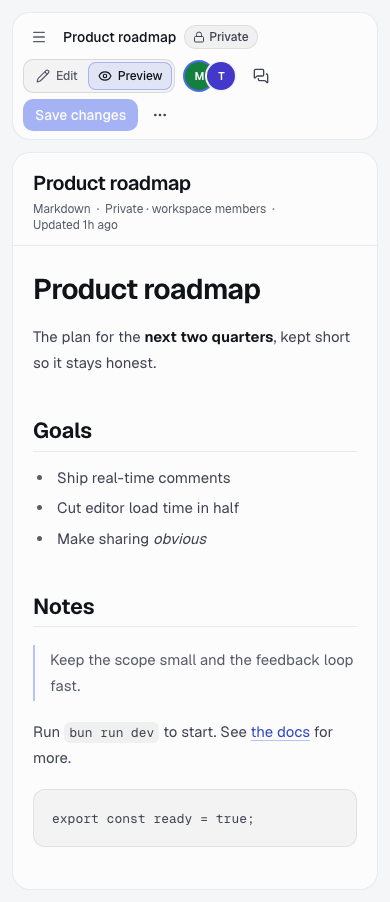 Product roadmap
Private
Edit
Preview
M
T
Save changes
Product roadmap
Markdown · Private · workspace members ·
Updated 1h ago
Product roadmap
The plan for the next two quarters, kept short
so it stays honest.
Goals
• Ship real-time comments
• Cut editor load time in half
• Make sharing obvious
Notes
Keep the scope small and the feedback loop
fast.
Run bun run dev to start. See the docs for
more.
export const ready = true;